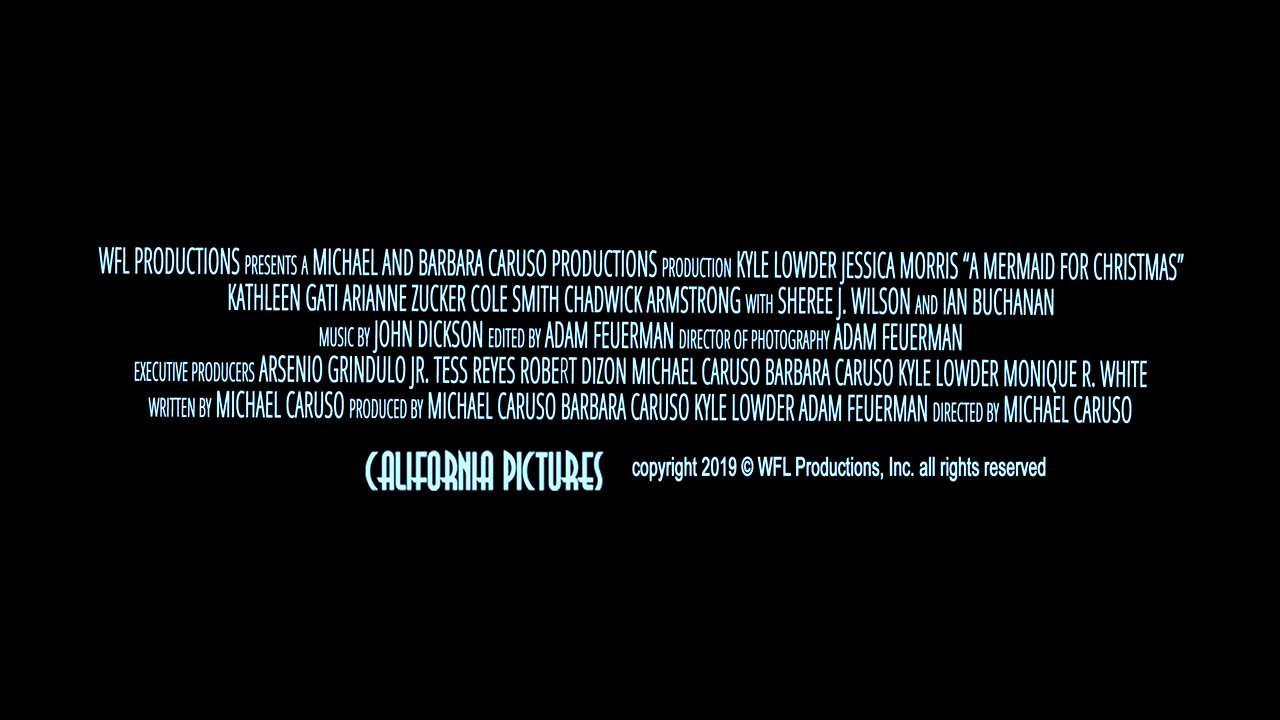 WFL PRODUCTIONS PRESENTS A MICHAEL AND BARBARA CARUSO PRODUCTIONS PRODUCTION KYLE LOWDER JESSICA MORRIS “A MERMAID FOR CHRISTMAS”
KATHLEEN GATI ARIANNE ZUCKER COLE SMITH CHADWICK ARMSTRONG WITH SHEREE J. WILSON AND IAN BUCHANAN
MUSIC BY JOHN DICKSON EDITED BY ADAM FEUERMAN DIRECTOR OF PHOTOGRAPHY ADAM FEUERMAN
EXECUTIVE PRODUCERS ARSENIO GRINDULO JR. TESS REYES ROBERT DIZON MICHAEL CARUSO BARBARA CARUSO KYLE LOWDER MONIQUE R. WHITE
WRITTEN BY MICHAEL CARUSO PRODUCED BY MICHAEL CARUSO BARBARA CARUSO KYLE LOWDER ADAM FEUERMAN DIRECTED BY MICHAEL CARUSO
CALIFORNIA PICTURES copyright 2019 © WFL Productions, Inc. all rights reserved